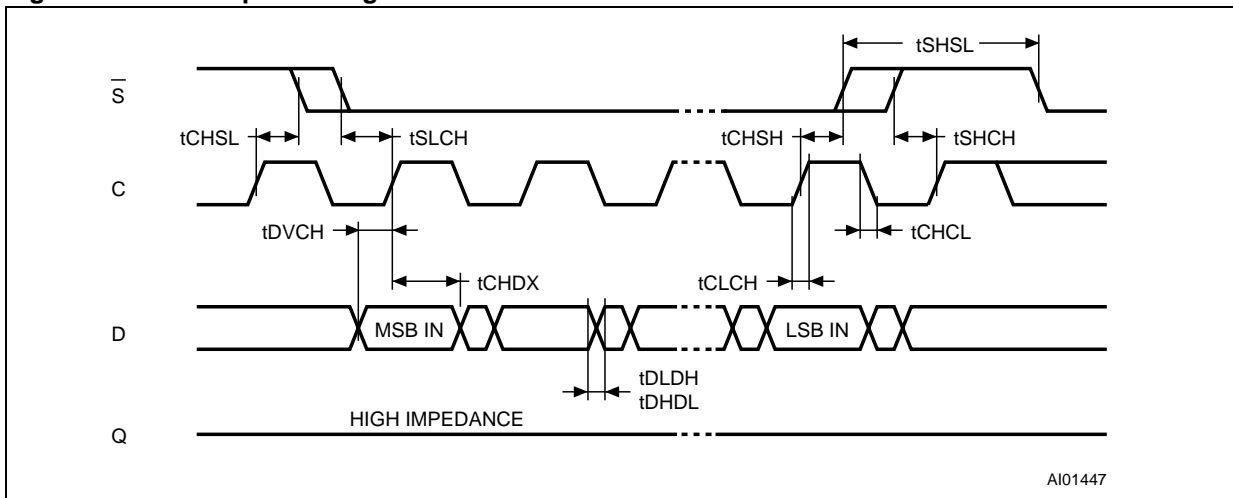 tSHSL
S
tCHSL
tSLCH
tCHSH
tSHCH
C
tDVCH
tCHCL
tCHDX
tCLCH
D
MSB IN
LSB IN
tDLDH
tDHDL
HIGH IMPEDANCE
Q
AI01447